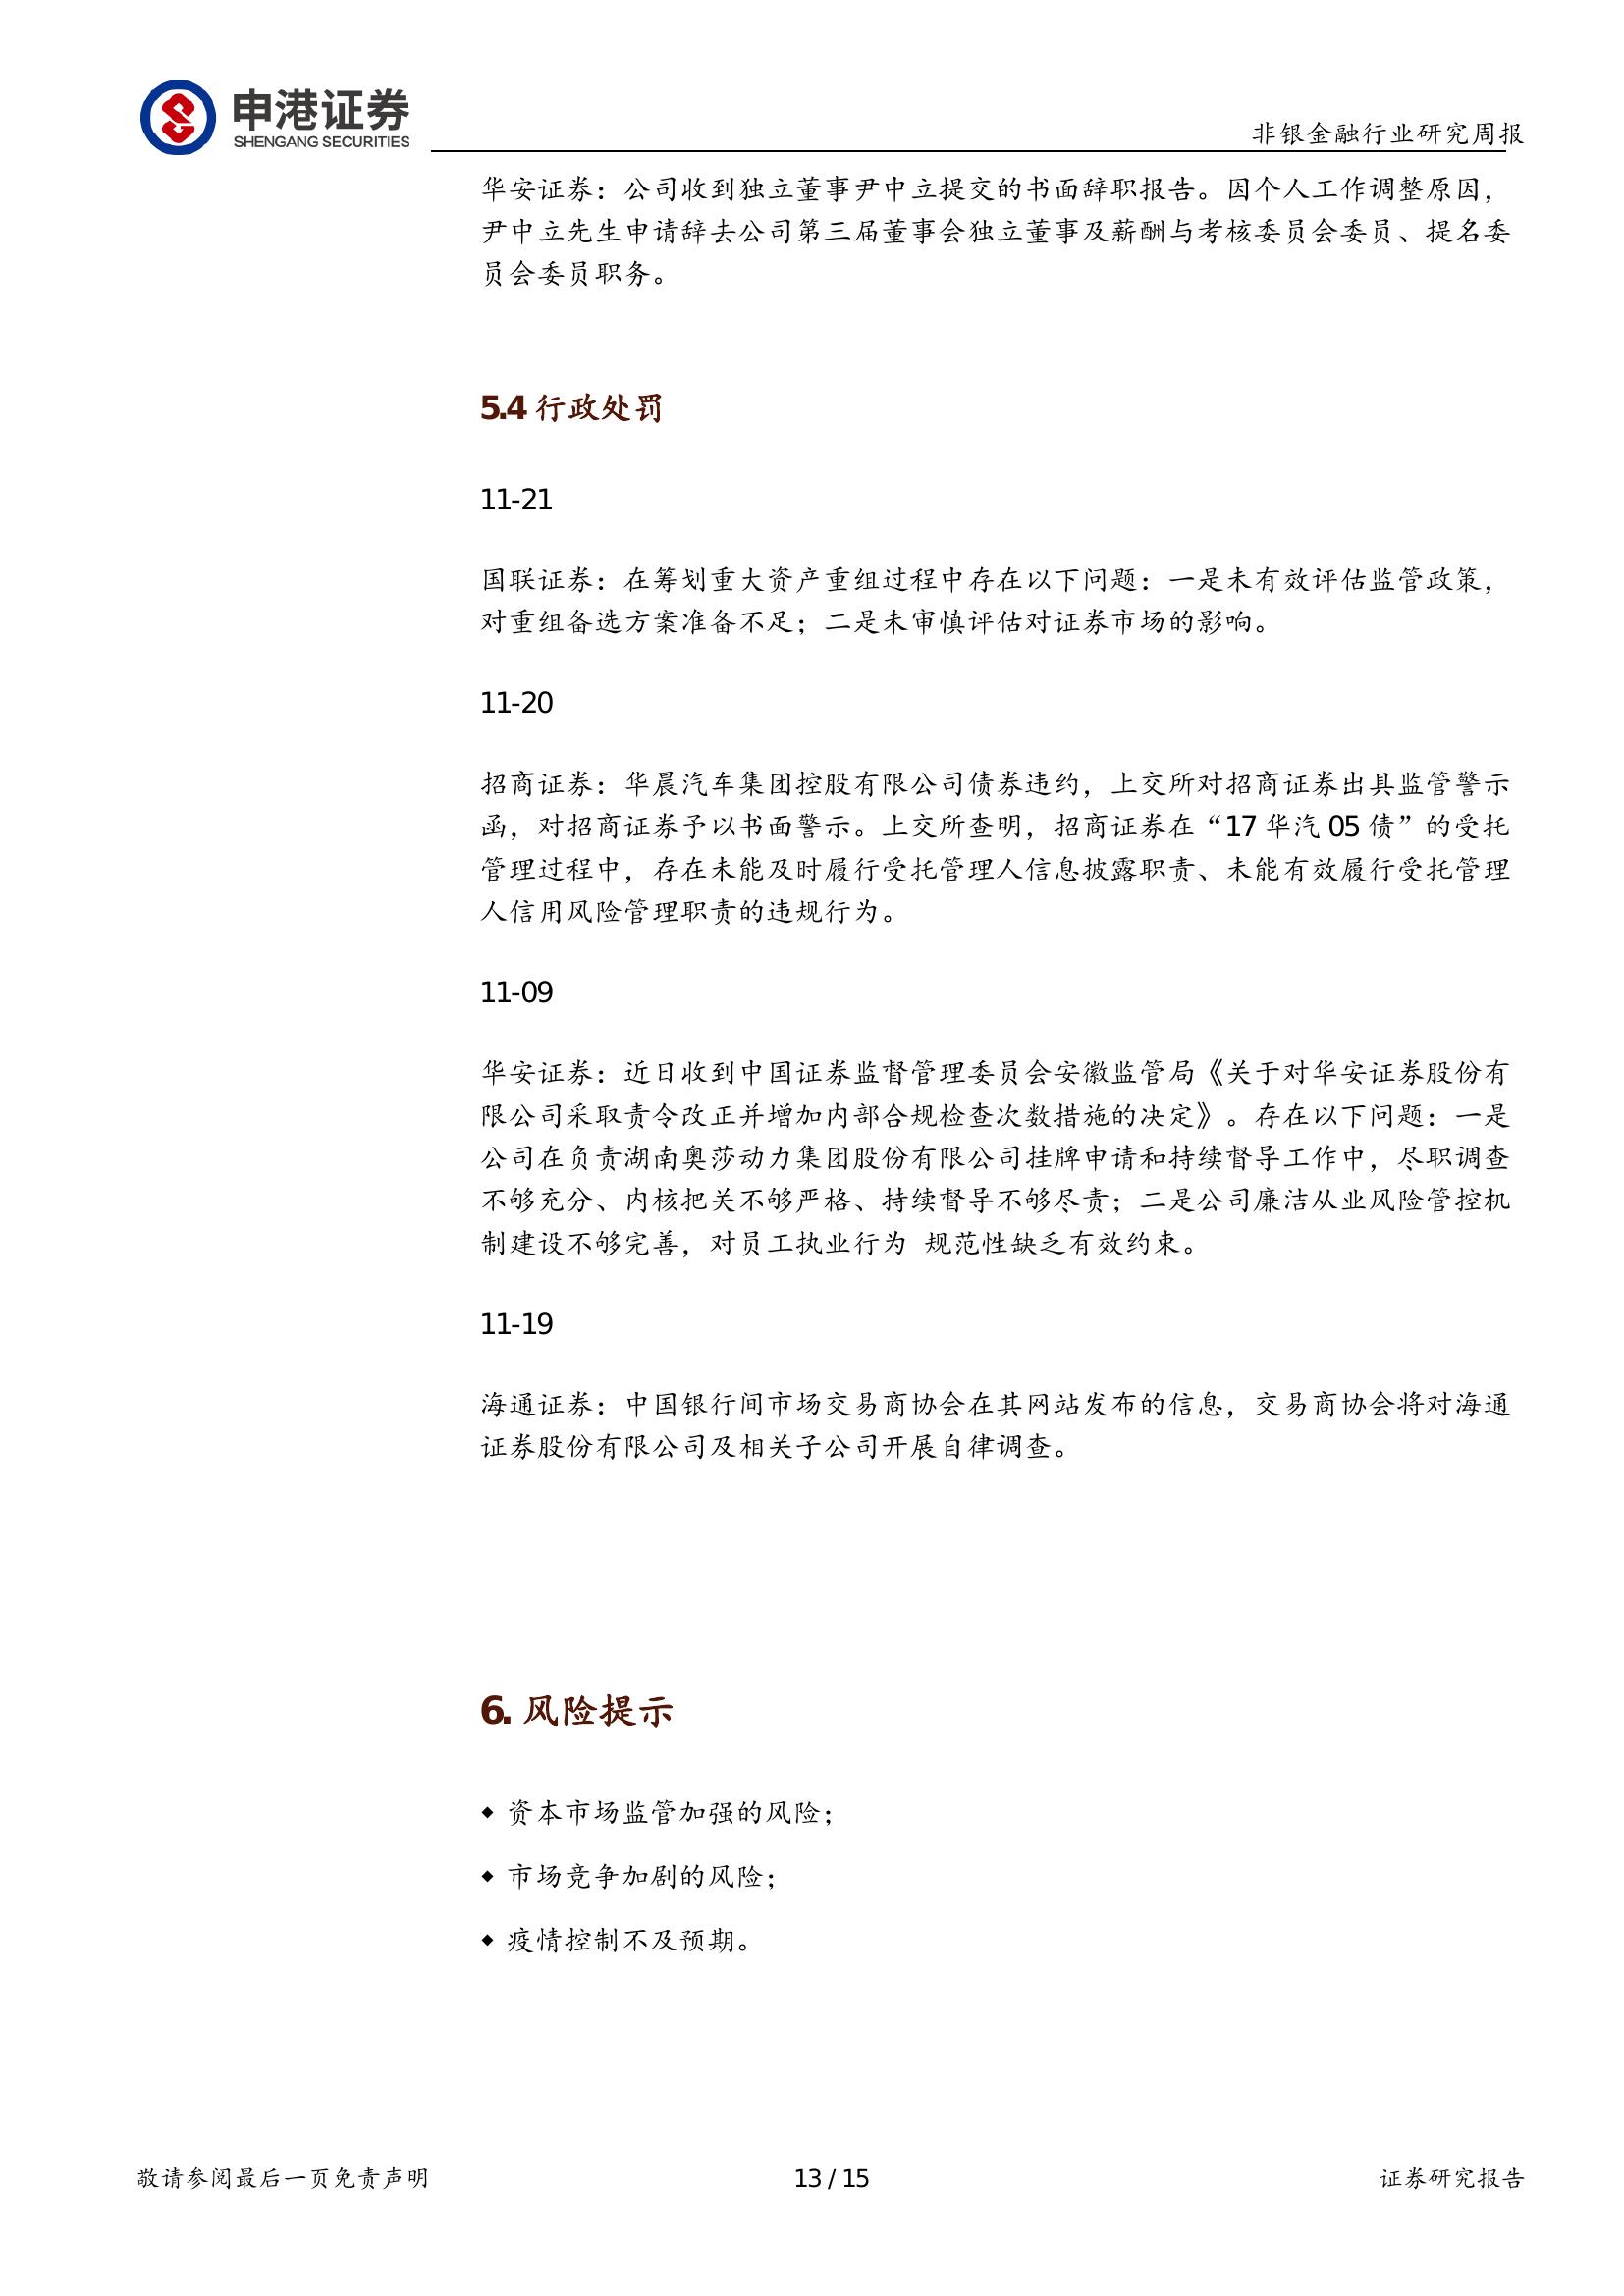 申港证券
SHENGANG SECURITIES
非银金融行业研究周报
华安证券：公司收到独立董事尹中立提交的书面辞职报告。因个人工作调整原因，
尹中立先生申请辞去公司第三届董事会独立董事及薪酬与考核委员会委员、提名委
员会委员职务。
5.4 行政处罚
11-21
国联证券：在筹划重大资产重组过程中存在以下问题：一是未有效评估监管政策，
对重组备选方案准备不足；二是未审慎评估对证券市场的影响。
11-20
招商证券：华晨汽车集团控股有限公司债券违约，上交所对招商证券出具监管警示
函，对招商证券予以书面警示。上交所查明，招商证券在“17 华汽 05 债”的受托
管理过程中，存在未能及时履行受托管理人信息披露职责、未能有效履行受托管理
人信用风险管理职责的违规行为。
11-09
华安证券：近日收到中国证券监督管理委员会安徽监管局《关于对华安证券股份有
限公司采取责令改正并增加内部合规检查次数措施的决定》。存在以下问题：一是
公司在负责湖南奥莎动力集团股份有限公司挂牌申请和持续督导工作中，尽职调查
不够充分、内核把关不够严格、持续督导不够尽责；二是公司廉洁从业风险管控机
制建设不够完善，对员工执业行为 规范性缺乏有效约束。
11-19
海通证券：中国银行间市场交易商协会在其网站发布的信息，交易商协会将对海通
证券股份有限公司及相关子公司开展自律调查。
6. 风险提示
◆ 资本市场监管加强的风险；
◆ 市场竞争加剧的风险；
◆ 疫情控制不及预期。
敬请参阅最后一页免责声明
13 / 15
证券研究报告